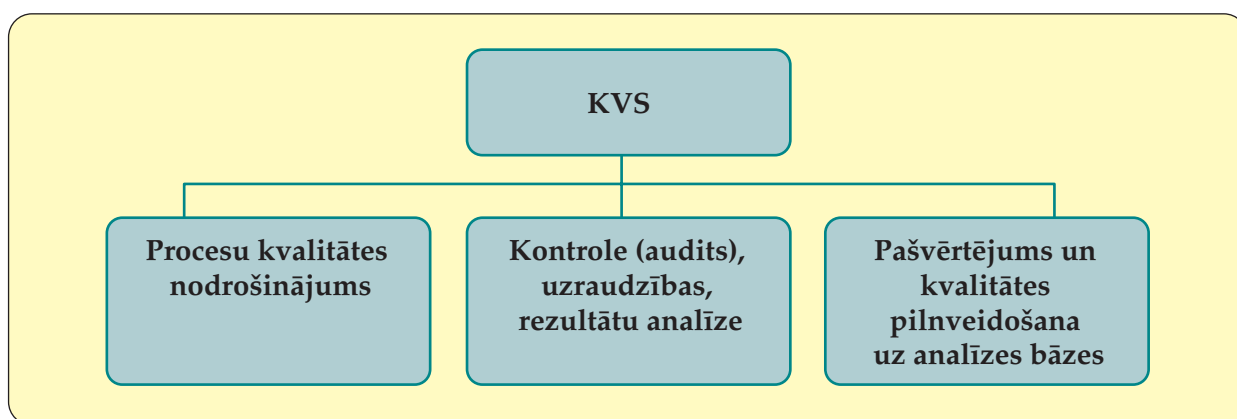 KVS
Procesu kvalitātes
nodrošinājums
Kontrole (audits),
uzraudzības,
rezultātu analīze
Pašvērtējums un
kvalitātes
pilnveidošana
uz analīzes bāzes